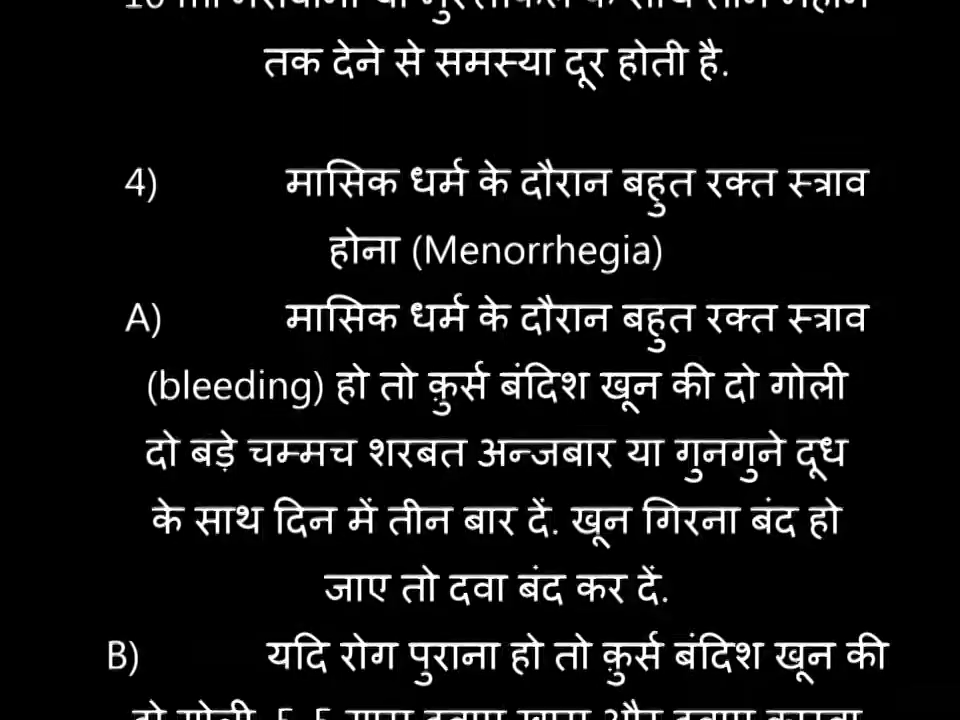 तक देने से समस्या दूर होती है.
4) मासिक धर्म के दौरान बहुत रक्त स्त्राव
होना (Menorrhegia)
A) मासिक धर्म के दौरान बहुत रक्त स्त्राव
(bleeding) हो तो क़ुर्स बंदिश खून की दो गोली
दो बड़े चम्मच शरबत अन्जबार या गुनगुने दूध
के साथ दिन में तीन बार दें. खून गिरना बंद हो
जाए तो दवा बंद कर दें.
B) यदि रोग पुराना हो तो क़ुर्स बंदिश खून की